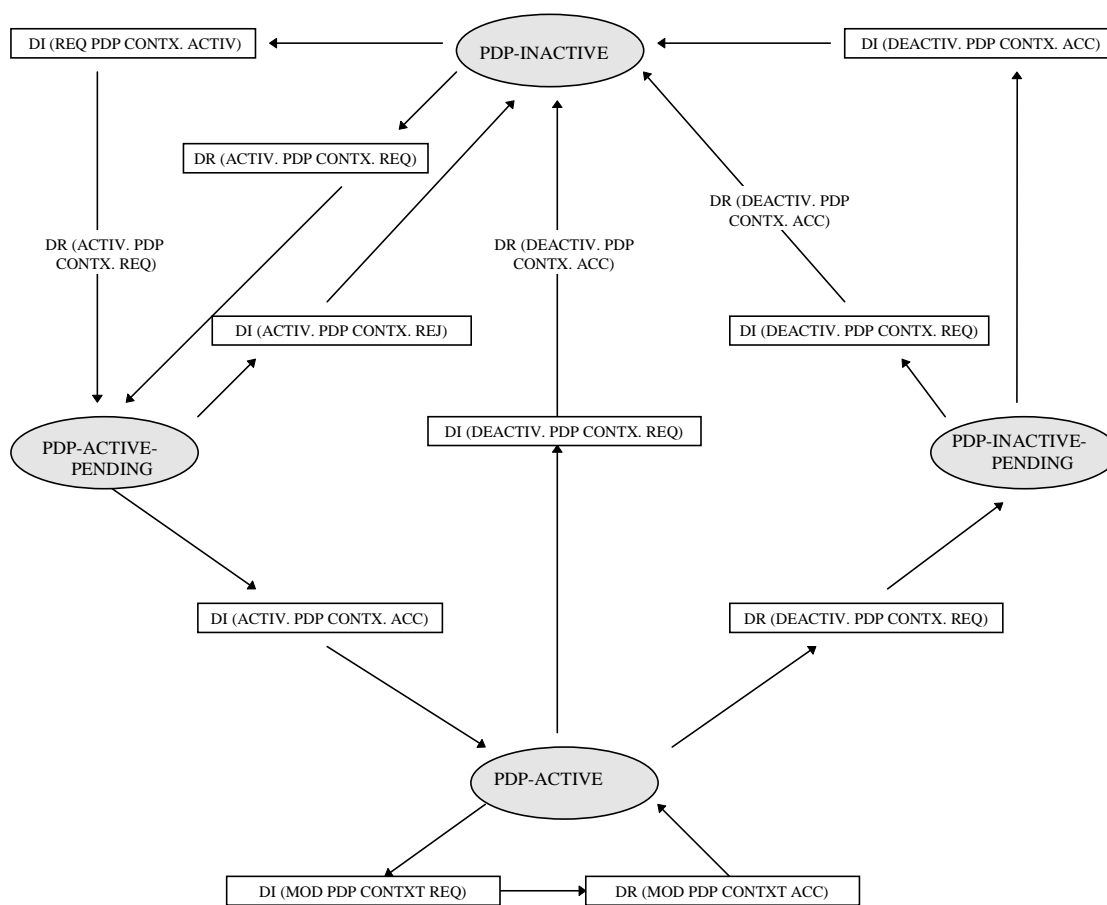 DI (REQ PDP CONTX. ACTIV)
PDP-INACTIVE
DI (DEACTIV. PDP CONTX. ACC)
DR (ACTIV. PDP CONTX. REQ)
DR (DEACTIV. PDP
CONTX. ACC)
DR (ACTIV. PDP
CONTX. REQ)
DR (DEACTIV. PDP
CONTX. ACC)
DI (ACTIV. PDP CONTX. REJ)
DI (DEACTIV. PDP CONTX. REQ)
DI (DEACTIV. PDP CONTX. REQ)
PDP-ACTIVE-
PENDING
PDP-INACTIVE-
PENDING
DI (ACTIV. PDP CONTX. ACC)
DR (DEACTIV. PDP CONTX. REQ)
PDP-ACTIVE
DI (MOD PDP CONTXT REQ)
DR (MOD PDP CONTXT ACC)